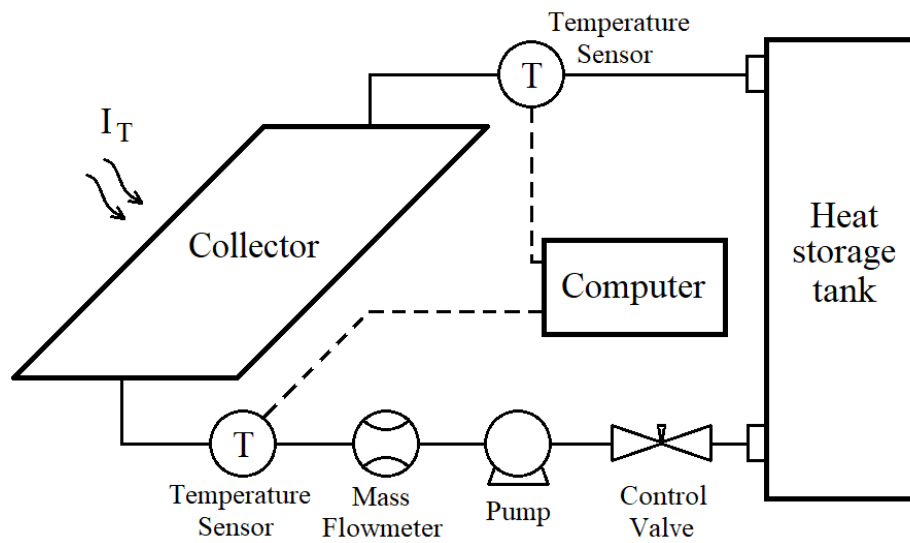 Temperature
Sensor
T
I_T
Collector
Heat
storage
tank
Computer
T
Temperature
Sensor
Mass
Flowmeter
Pump
Control
Valve